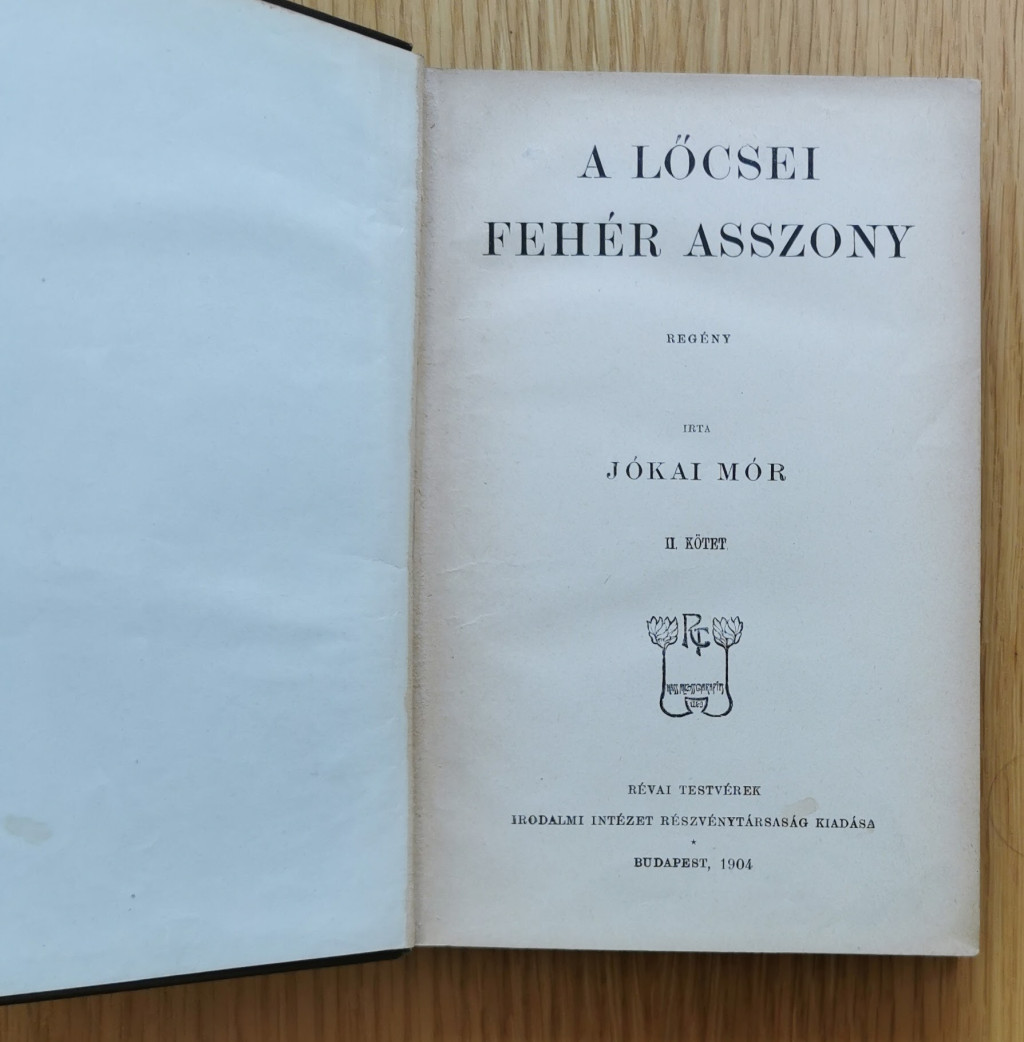 A LŐCSEI
FEHÉR ASSZONY
REGÉNY
IRTA
JÓKAI MÓR
II. KÖTET
RÉVAI TESTVÉREK
IRODALMI INTÉZET RÉSZVÉNYTÁRSASÁG KIADÁSA
*
BUDAPEST, 1904